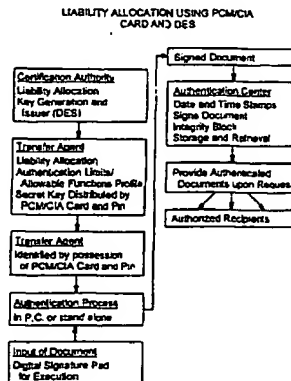 LIABILITY ALLOCATION USING PCM/CIA
CARD AND DES
Certification Authority
Liability Allocation
Key Generation and
Issuer (DES)
Transfer Agent
Liability Allocation
Authentication Limits/
Allowable Functions Profile
Secret Key Distributed by
PCM/CIA Card and Pin
Transfer Agent
Identified by possession
of PCM/CIA Card and Pin
Authentication Process
In P.C. or stand alone
Input of Document
Digital Signature Pad
for Execution
Signed Document
Authentication Center
Date and Time Stamps
Signs Document
Integrity Block
Storage and Retrieval
Provide Authenticated
Documents upon Request
Authorized Recipients